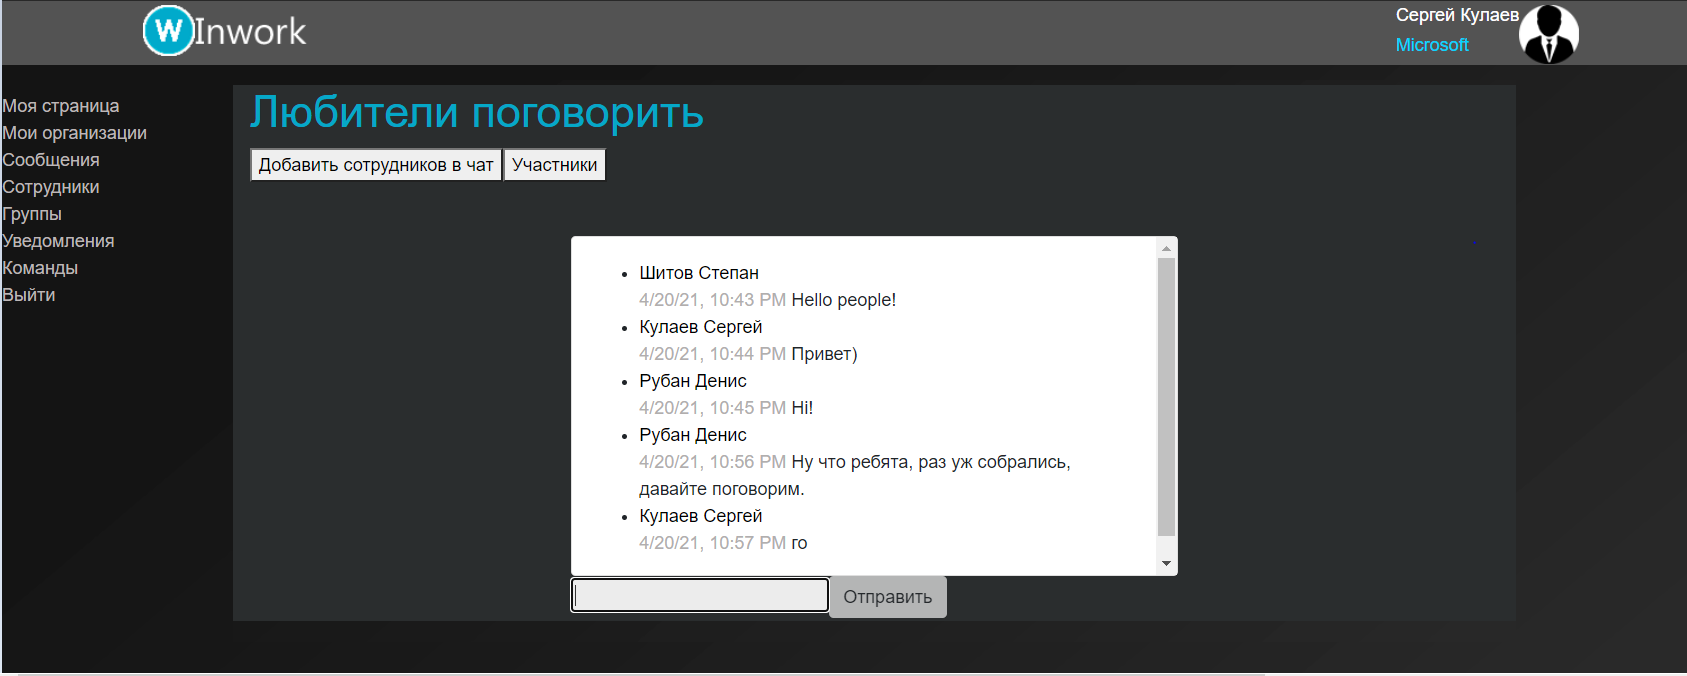 W Inwork
Сергей Кулаев
Microsoft
Моя страница
Мои организации
Сообщения
Сотрудники
Группы
Уведомления
Команды
Выйти
Любители поговорить
Добавить сотрудников в чат Участники
Шитов Степан
4/20/21, 10:43 PM Hello people!
Кулаев Сергей
4/20/21, 10:44 PM Привет)
Рубан Денис
4/20/21, 10:45 PM Hi!
Рубан Денис
4/20/21, 10:56 PM Ну что ребята, раз уж собрались,
давайте поговорим.
Кулаев Сергей
4/20/21, 10:57 PM го
Отправить